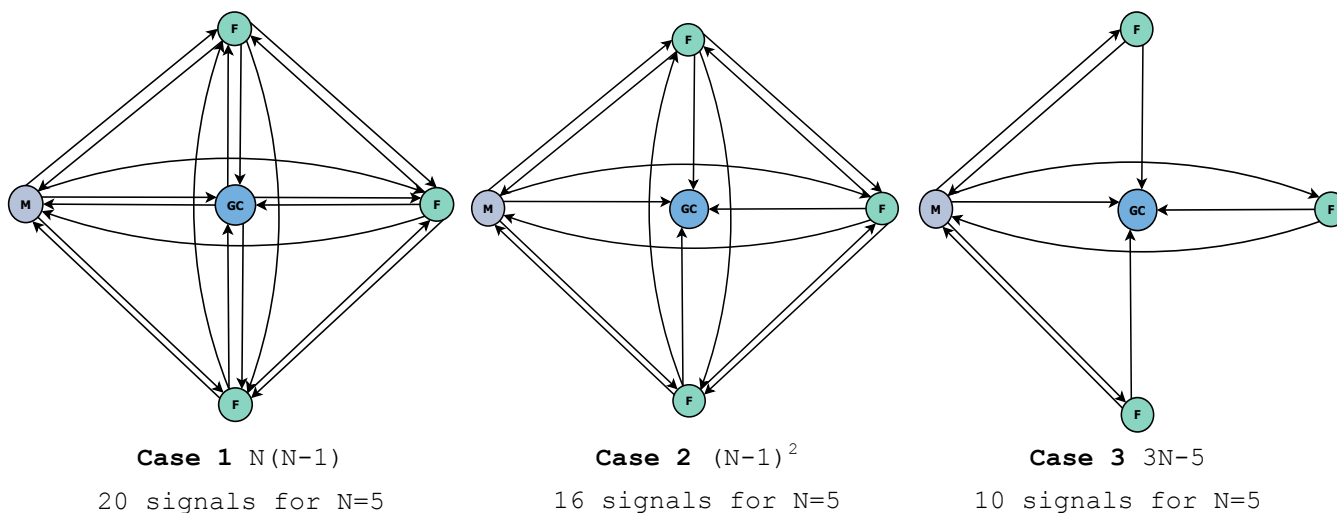 F
F
F
M
GC
F
M
GC
F
M
GC
F
F
F
F
Case 1 N(N-1)
Case 2 (N-1)²
Case 3 3N-5
20 signals for N=5
16 signals for N=5
10 signals for N=5